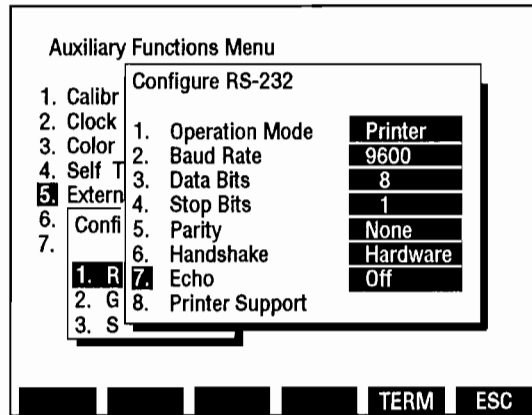 Auxiliary Functions Menu
1. Calibr
2. Clock
3. Color
4. Self T
5. Extern
6.
7.
Confi
1. R
2. G
3. S
Configure RS-232
1. Operation Mode Printer
2. Baud Rate 9600
3. Data Bits 8
4. Stop Bits 1
5. Parity None
6. Handshake Hardware
7. Echo Off
8. Printer Support
TERM ESC